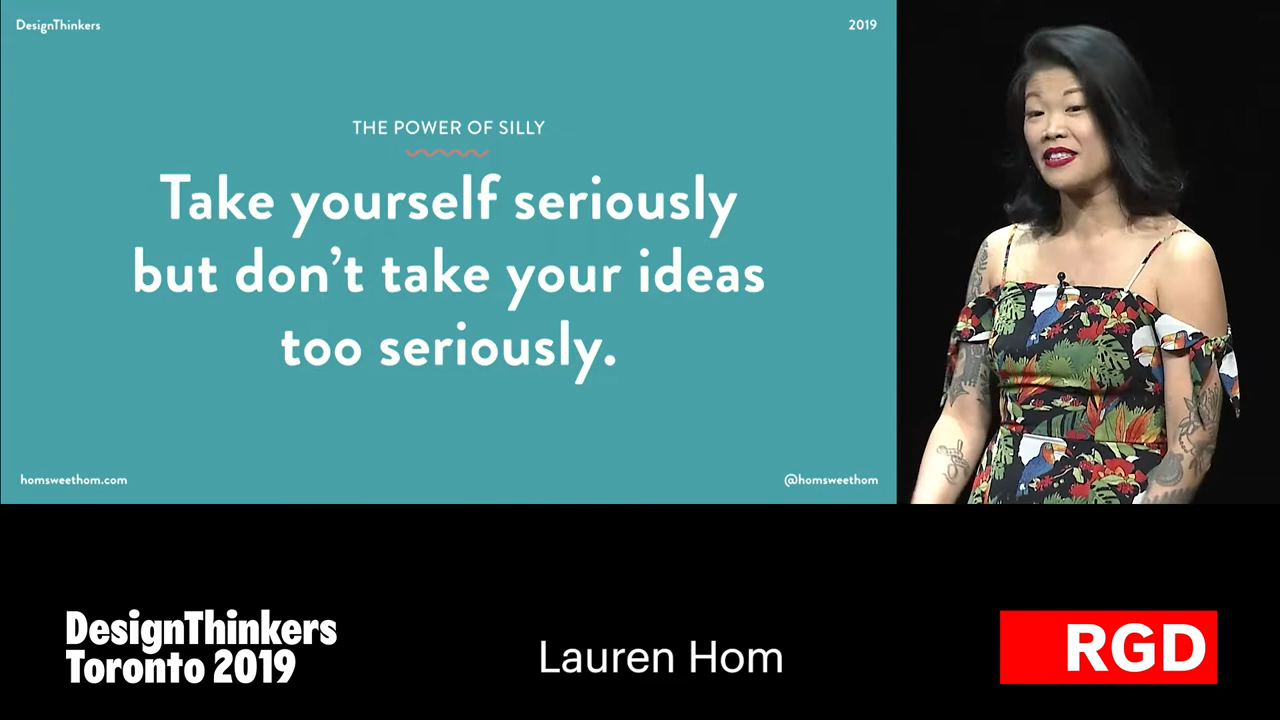 DesignThinkers
2019
THE POWER OF SILLY
Take yourself seriously
but don't take your ideas
too seriously.
homsweethom.com
@homsweethom
DesignThinkers
Toronto 2019
Lauren Hom
RGD